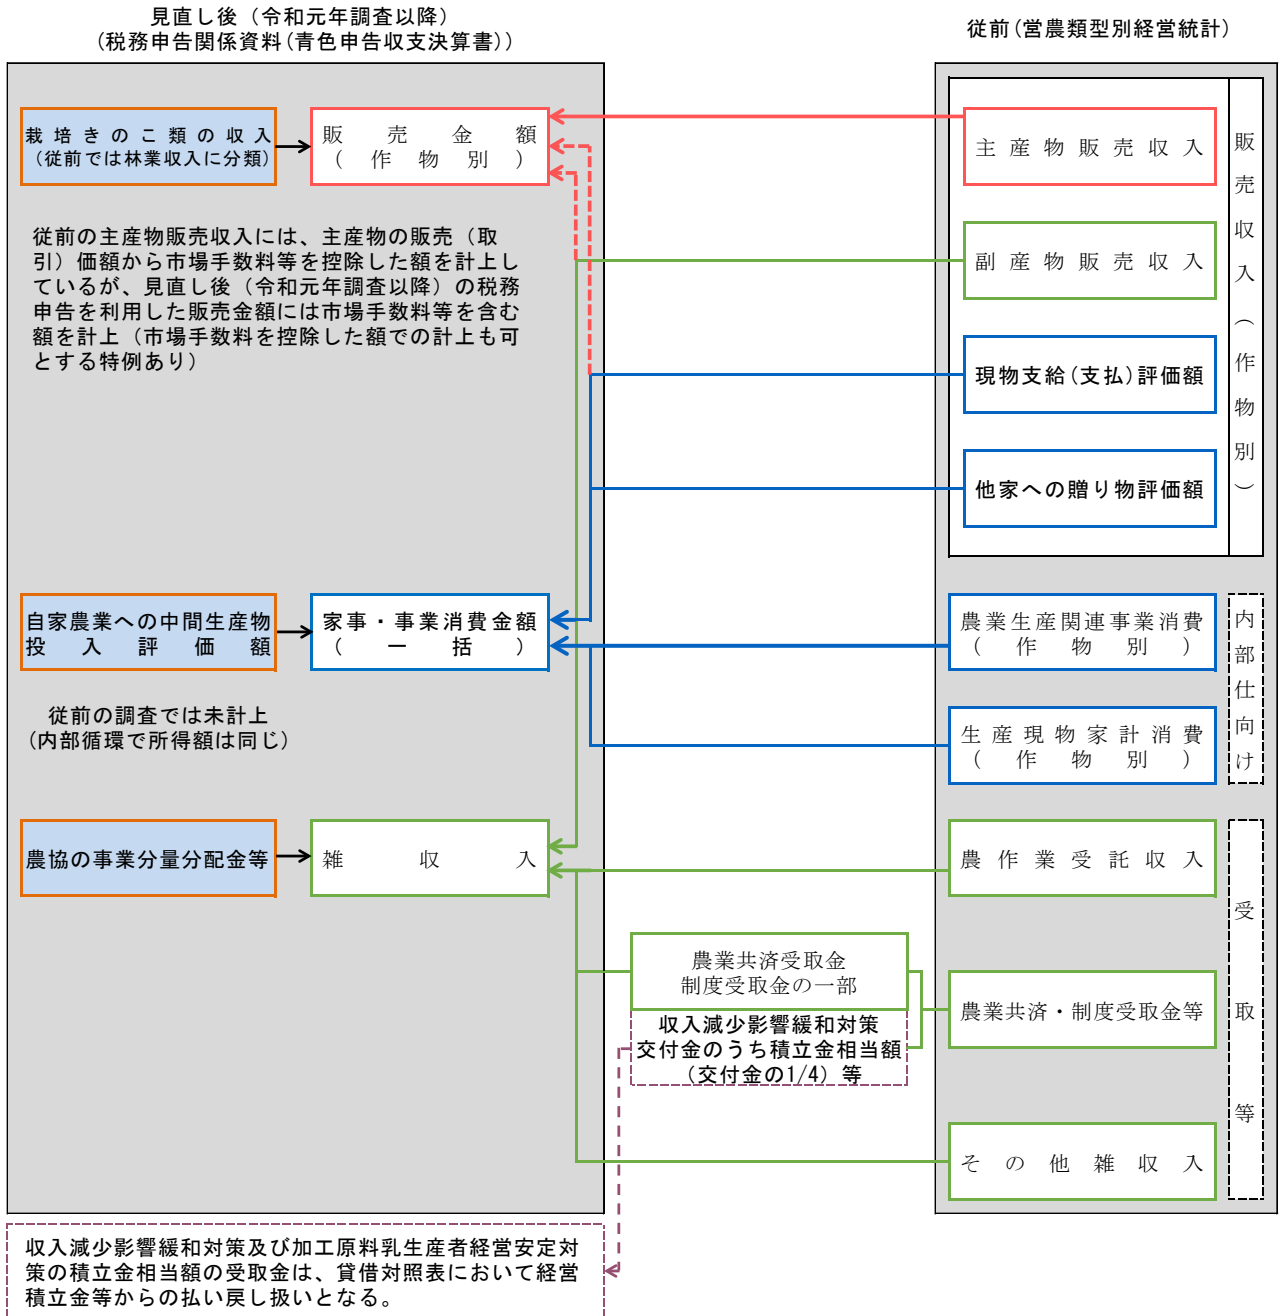 見直し後（令和元年調査以降）
（税務申告関係資料（青色申告収支決算書））
従前（営農類型別経営統計）
栽培きのこ類の収入
（従前では林業収入に分類）
販売金額
（作物別）
従前の主産物販売収入には、主産物の販売（取
引）価額から市場手数料等を控除した額を計上し
ているが、見直し後（令和元年調査以降）の税務
申告を利用した販売金額には市場手数料等を含む
額を計上（市場手数料を控除した額での計上も可
とする特例あり）
自家農業への中間生産物
投入評価額
家事・事業消費金額
（一括）
従前の調査では未計上
（内部循環で所得額は同じ）
農協の事業分量分配金等
雑収入
農業共済受取金
制度受取金の一部
収入減少影響緩和対策
交付金のうち積立金相当額
（交付金の1/4）等
主産物販売収入
副産物販売収入
現物支給（支払）評価額
他家への贈り物評価額
販売収入（作物別）
農業生産関連事業消費
（作物別）
生産現物家計消費
（作物別）
内部仕向け
農作業受託収入
農業共済・制度受取金等
その他雑収入
受取等
収入減少影響緩和対策及び加工原料乳生産者経営安定対
策の積立金相当額の受取金は、貸借対照表において経営
積立金等からの払い戻し扱いとなる。